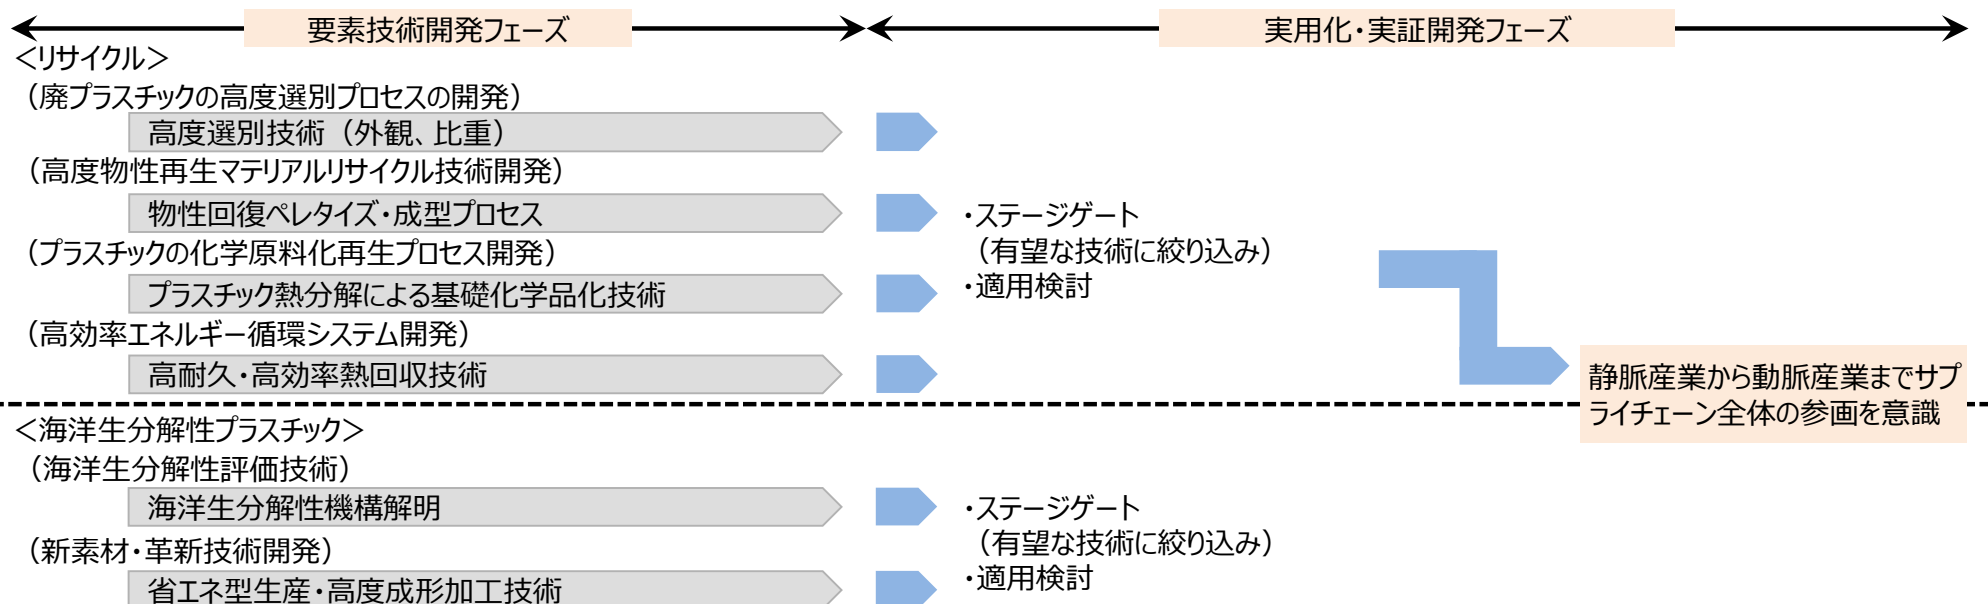 要素技術開発フェーズ
実用化・実証開発フェーズ
＜リサイクル＞
（廃プラスチックの高度選別プロセスの開発）
高度選別技術（外観、比重）
（高度物性再生マテリアルリサイクル技術開発）
物性回復ペレタイズ・成型プロセス
（プラスチックの化学原料化再生プロセス開発）
プラスチック熱分解による基礎化学品化技術
（高効率エネルギー循環システム開発）
高耐久・高効率熱回収技術
・ステージゲート
（有望な技術に絞り込み）
・適用検討
静脈産業から動脈産業までサプ
ライチェーン全体の参画を意識
＜海洋生分解性プラスチック＞
（海洋生分解性評価技術）
海洋生分解性機構解明
（新素材・革新技術開発）
省エネ型生産・高度成形加工技術
・ステージゲート
（有望な技術に絞り込み）
・適用検討